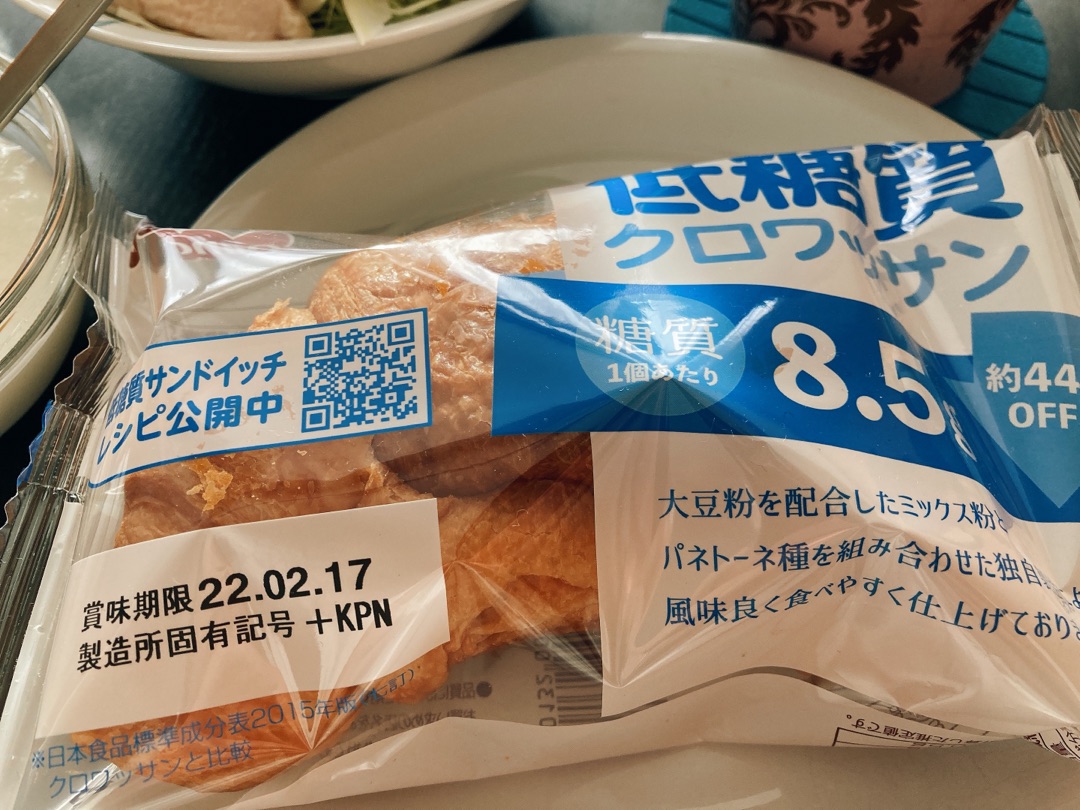 低糖質
クロワッサン
糖質
1個あたり
8.5g
約44
OFF
糖質サンドイッチ
レシピ公開中
大豆粉を配合したミックス粉と
パネトーネ種を組み合わせた独自
風味良く食べやすく仕上げており
賞味期限 22.02.17
製造所固有記号 +KPN
※日本食品標準成分表2015年版(七訂)
クロワッサンと比較